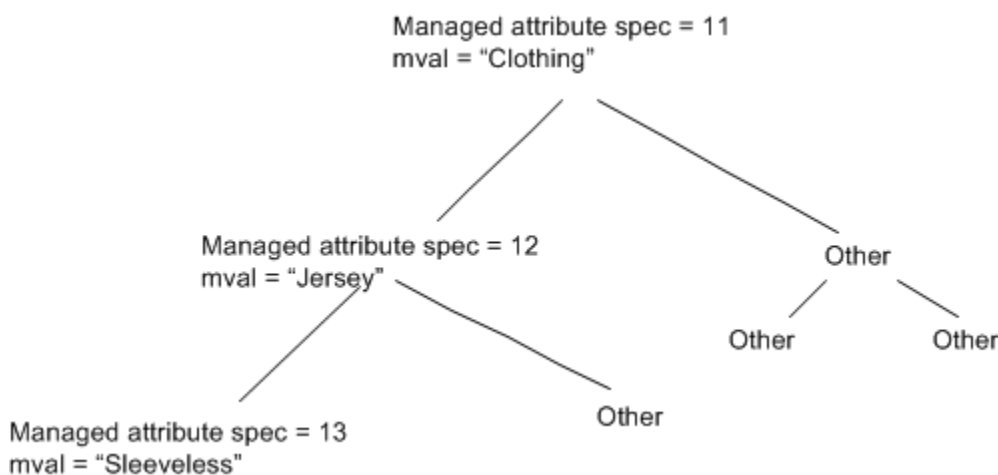 Managed attribute spec = 11
mval = “Clothing”
Managed attribute spec = 12
mval = “Jersey”
Other
Other
Other
Managed attribute spec = 13
mval = “Sleeveless”
Other